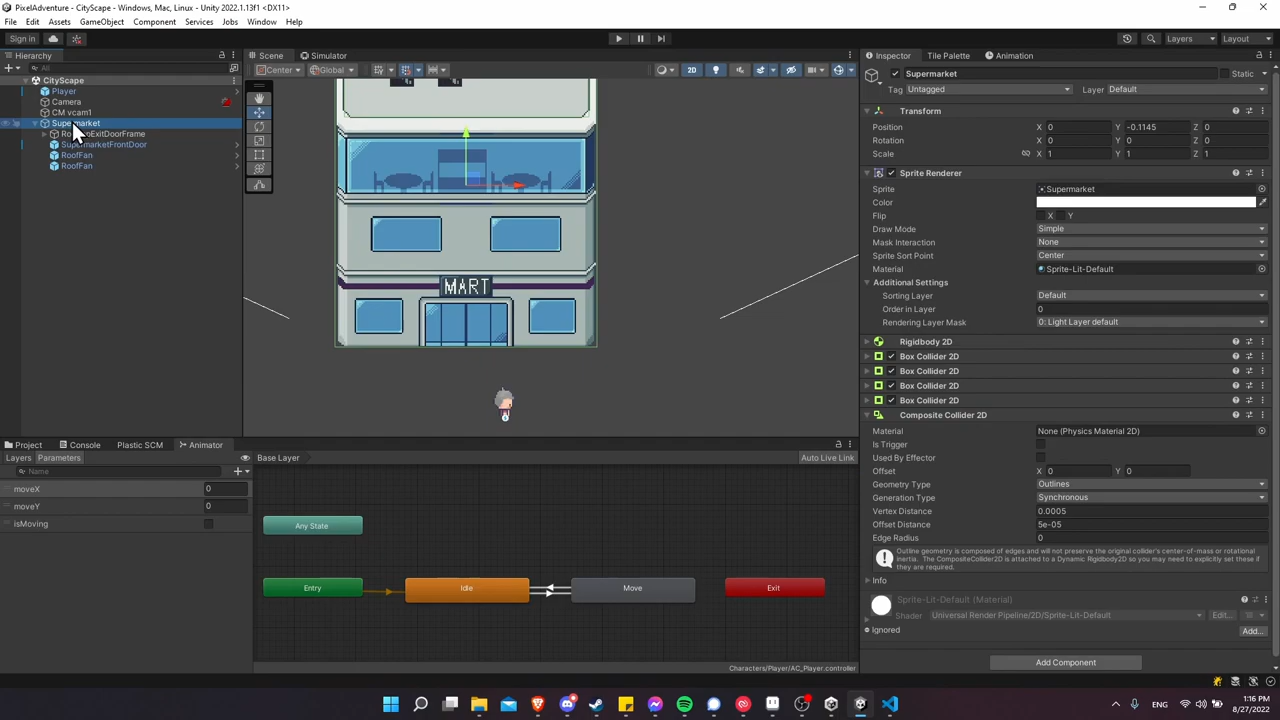 PixelAdventure - CityScape - Windows, Mac, Linux - Unity 2022.1.13f1 <DX11>
File Edit Assets GameObject Component Services Jobs Window Help
Sign in
Layers
Layout
Hierarchy
All
CityScape
Player
Camera
CM vcam1
Supermarket
SupermarketFrontDoor
RoofFan
RoofFan
Scene Simulator
Center Global 2D
MART
Inspector Tile Palette Animation
Supermarket Static
Tag Untagged Layer Default
Transform
Position X 0 Y -0.1145 Z 0
Rotation X 0 Y 0 Z 0
Scale X 1 Y 1 Z 1
Sprite Renderer
Sprite Supermarket
Color
Flip X Y
Draw Mode Simple
Mask Interaction None
Sprite Sort Point Center
Material Sprite-Lit-Default
Additional Settings
Sorting Layer Default
Order in Layer 0
Rendering Layer Mask 0: Light Layer default
Rigidbody 2D
Box Collider 2D
Box Collider 2D
Box Collider 2D
Box Collider 2D
Composite Collider 2D
Material None (Physics Material 2D)
Is Trigger
Used By Effector
Offset X 0 Y 0
Geometry Type Outlines
Generation Type Synchronous
Vertex Distance 0.0005
Offset Distance 5e-05
Edge Radius 0
Outline geometry is composed of edges and will not preserve the original collider's center-of-mass or rotational
inertia. The CompositeCollider2D is attached to a Dynamic Rigidbody2D so you may need to explicitly set these if
they are required.
Info
Sprite-Lit-Default (Material)
Shader Universal Render Pipeline/2D/Sprite-Lit-Default Edit...
Ignored Add...
Add Component
Project Console Plastic SCM Animator
Layers Parameters Base Layer Auto Live Link
Name
moveX 0
moveY 0
isMoving
Any State
Entry Idle Move Exit
Characters/Player/AC_Player.controller
ENG
1:16 PM
8/27/2022